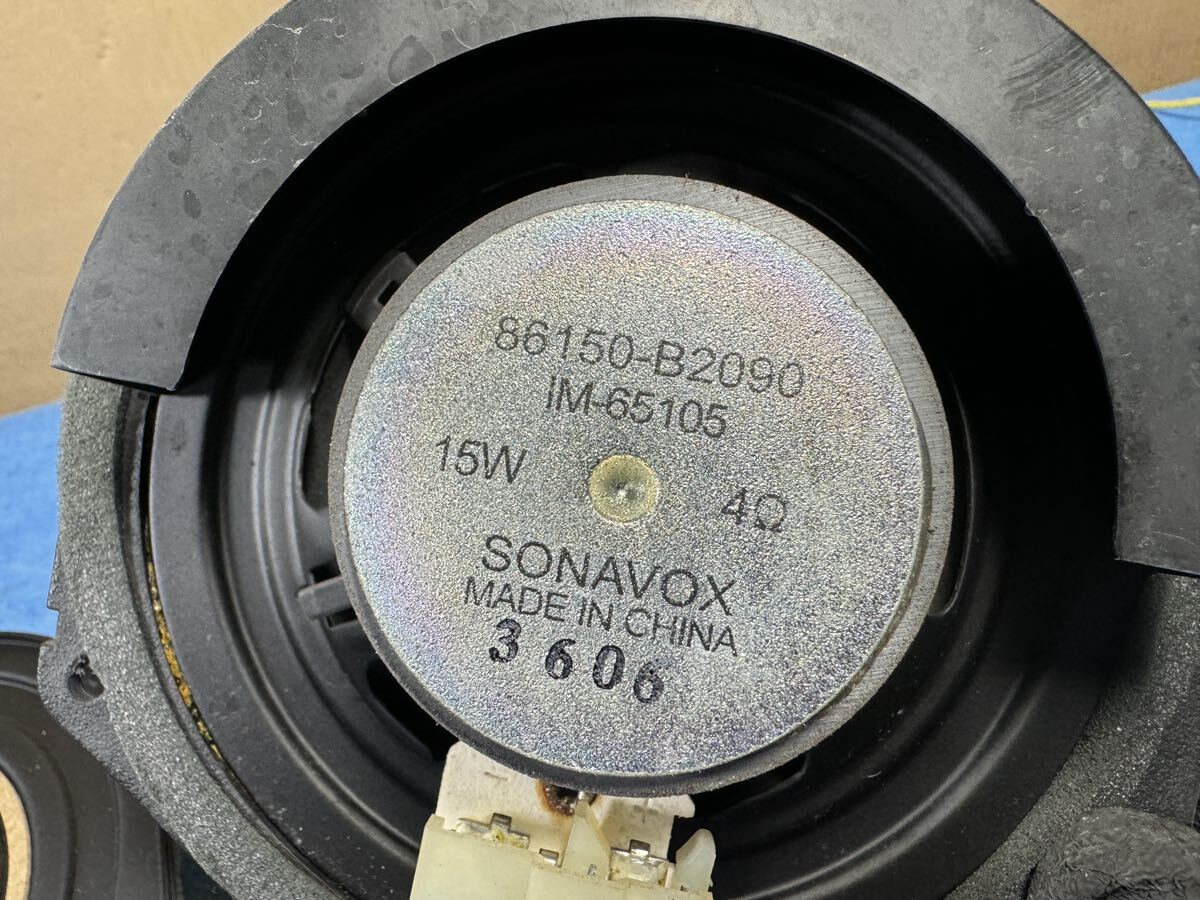 86150-B2090
IM-65105
15W
4Ω
SONAVOX
MADE IN CHINA
3606